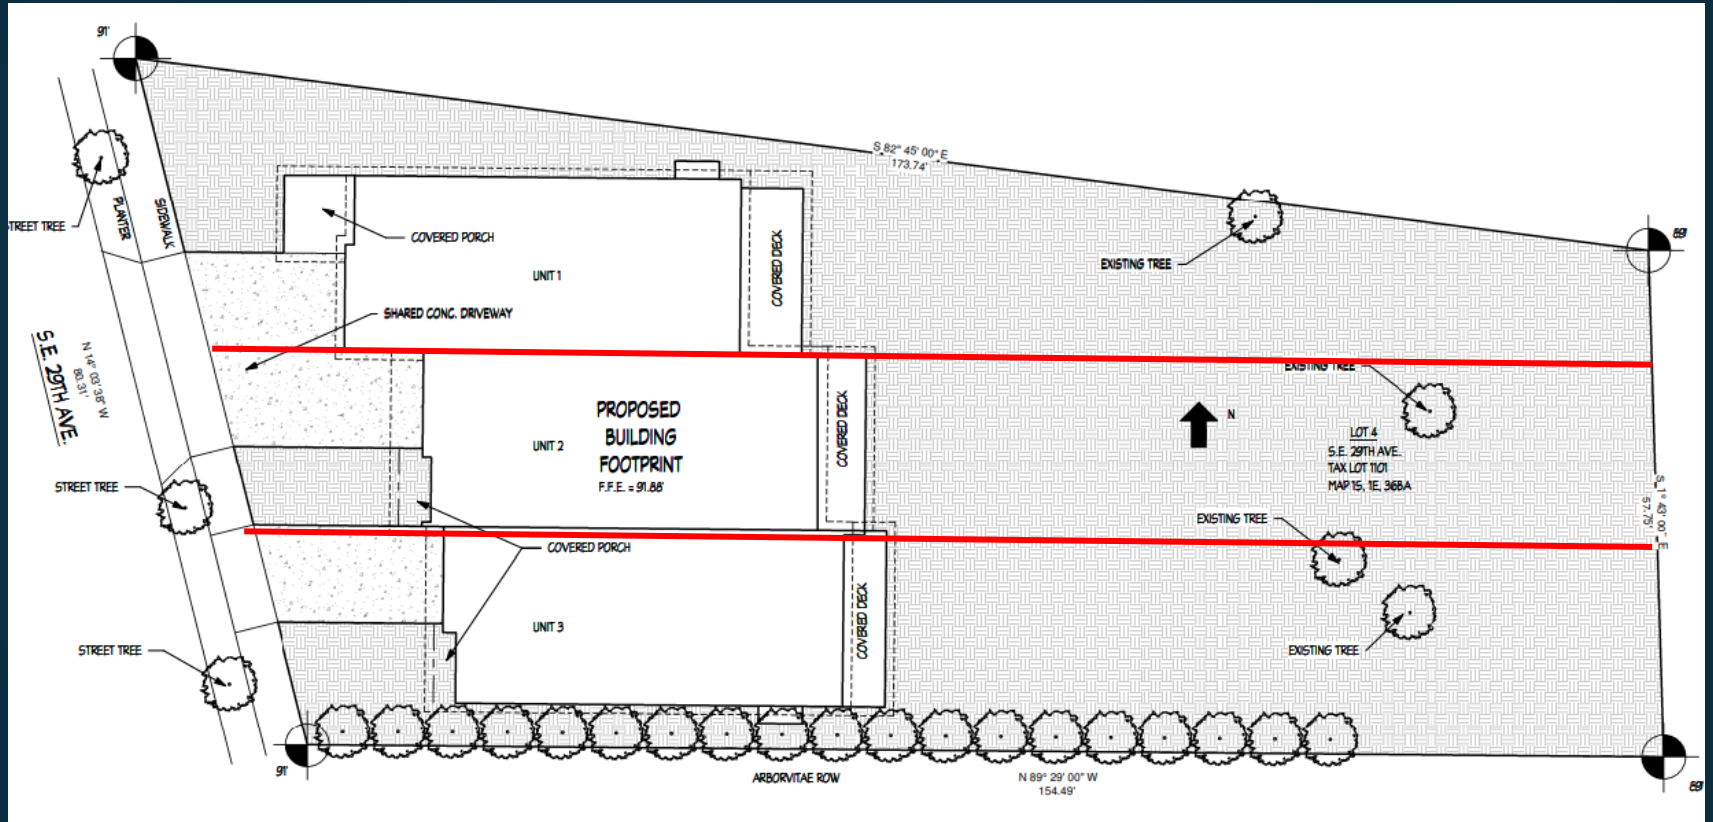 91'
S 82° 45' 00" E
173.74'
STREET TREE
PLANTER
SIDEWALK
COVERED PORCH
UNIT 1
COVERED DECK
EXISTING TREE
89'
SHARED CONC. DRIVEWAY
S.E. 29TH AVE.
N 14° 03' 38" W
80.31'
EXISTING TREE
PROPOSED
BUILDING
FOOTPRINT
F.F.E. = 91.88'
UNIT 2
COVERED DECK
N
LOT 4
S.E. 29TH AVE.
TAX LOT 1101
MAP 1S, 1E, 36BA
STREET TREE
EXISTING TREE
S 1° 43' 00" E
57.75'
COVERED PORCH
UNIT 3
COVERED DECK
STREET TREE
EXISTING TREE
91'
ARBORVITAE ROW
N 89° 29' 00" W
154.49'
89'